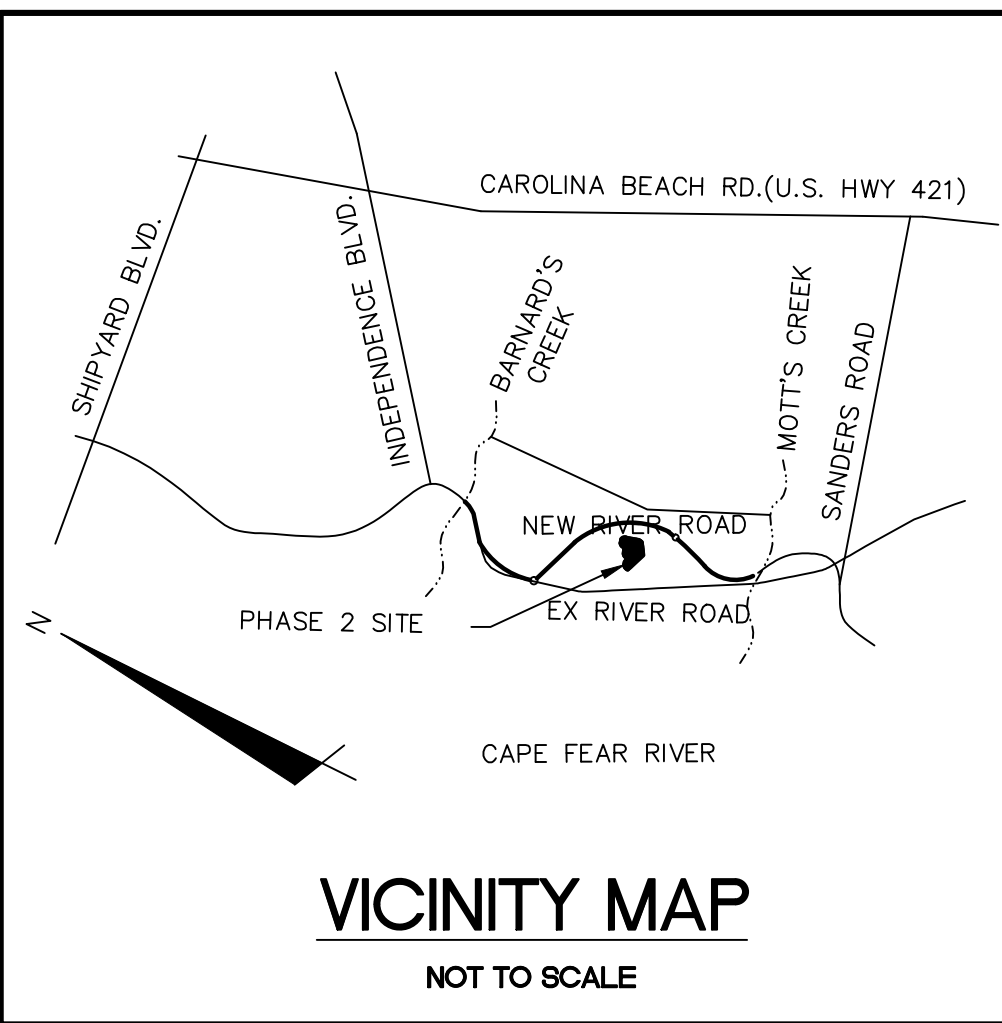 CAROLINA BEACH RD.(U.S. HWY 421)
SHIPYARD BLVD.
INDEPENDENCE BLVD.
BARNARD'S
CREEK
MOTT'S CREEK
SANDERS ROAD
NEW RIVER ROAD
EX RIVER ROAD
PHASE 2 SITE
N
CAPE FEAR RIVER
VICINITY MAP
NOT TO SCALE